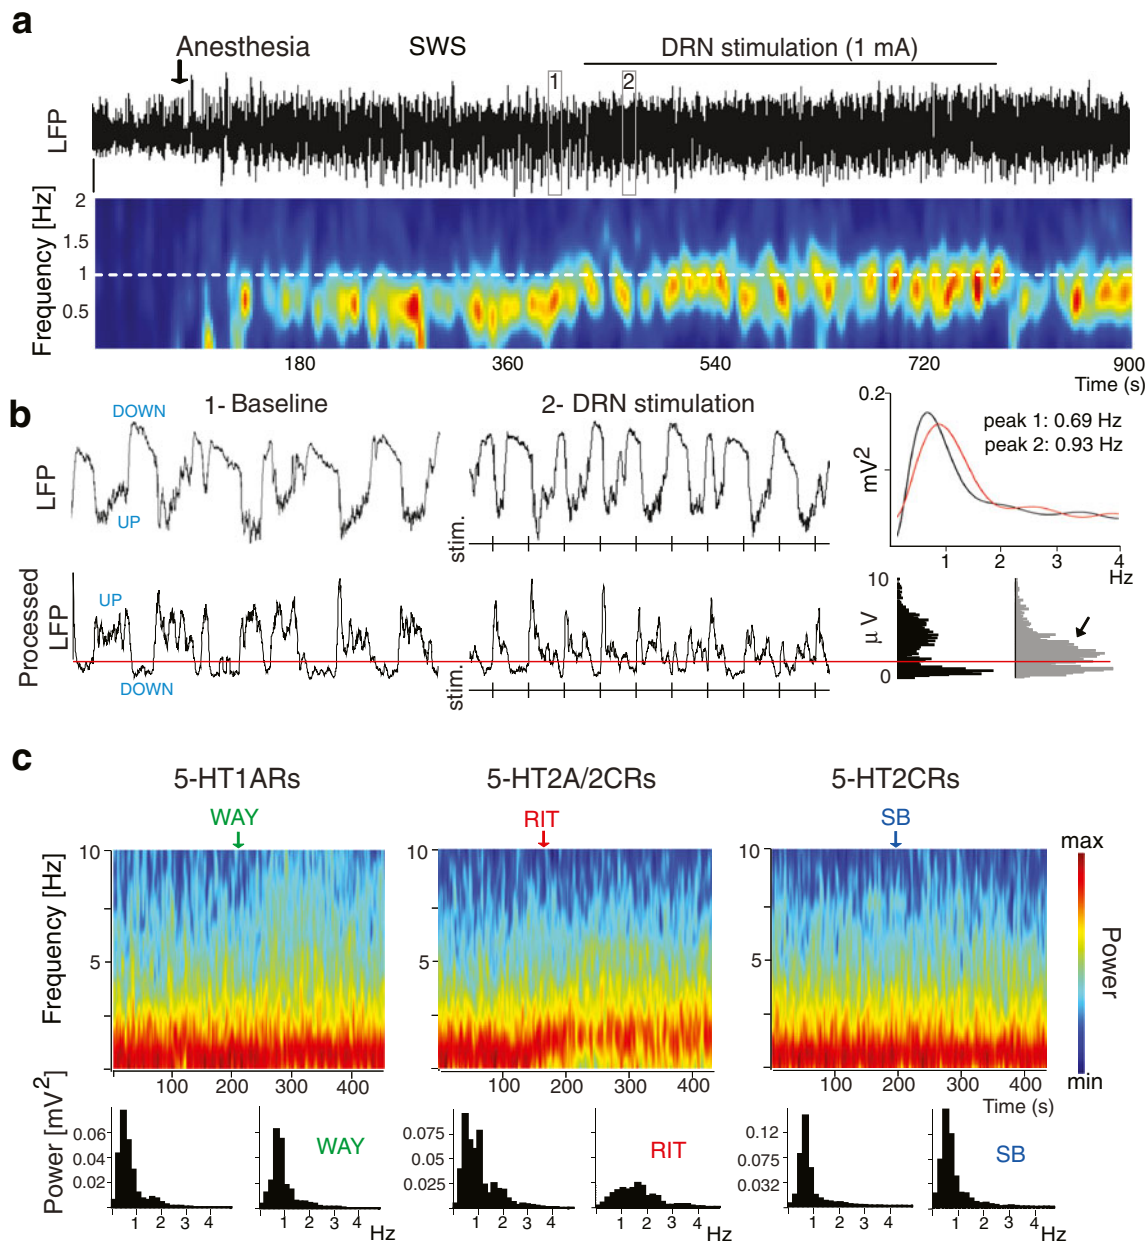 a
Anesthesia
SWS
DRN stimulation (1 mA)
1
2
LFP
Frequency [Hz]
2
1.5
1
0.5
180
360
540
720
900
Time (s)
b
1- Baseline
2- DRN stimulation
DOWN
UP
LFP
stim.
0.2
mV2
peak 1: 0.69 Hz
peak 2: 0.93 Hz
1
2
3
4
Hz
Processed
LFP
UP
DOWN
stim.
10
μ V
0
c
5-HT1ARs
5-HT2A/2CRs
5-HT2CRs
WAY
RIT
SB
Frequency [Hz]
10
5
100
200
300
400
10
5
100
200
300
400
10
5
100
200
300
400
Time (s)
max
Power
min
Power [mV2]
0.06
0.04
0.02
1
2
3
4
WAY
1
2
3
4
Hz
0.075
0.05
0.025
1
2
3
4
RIT
1
2
3
4
Hz
0.12
0.075
0.032
1
2
3
4
SB
1
2
3
4
Hz